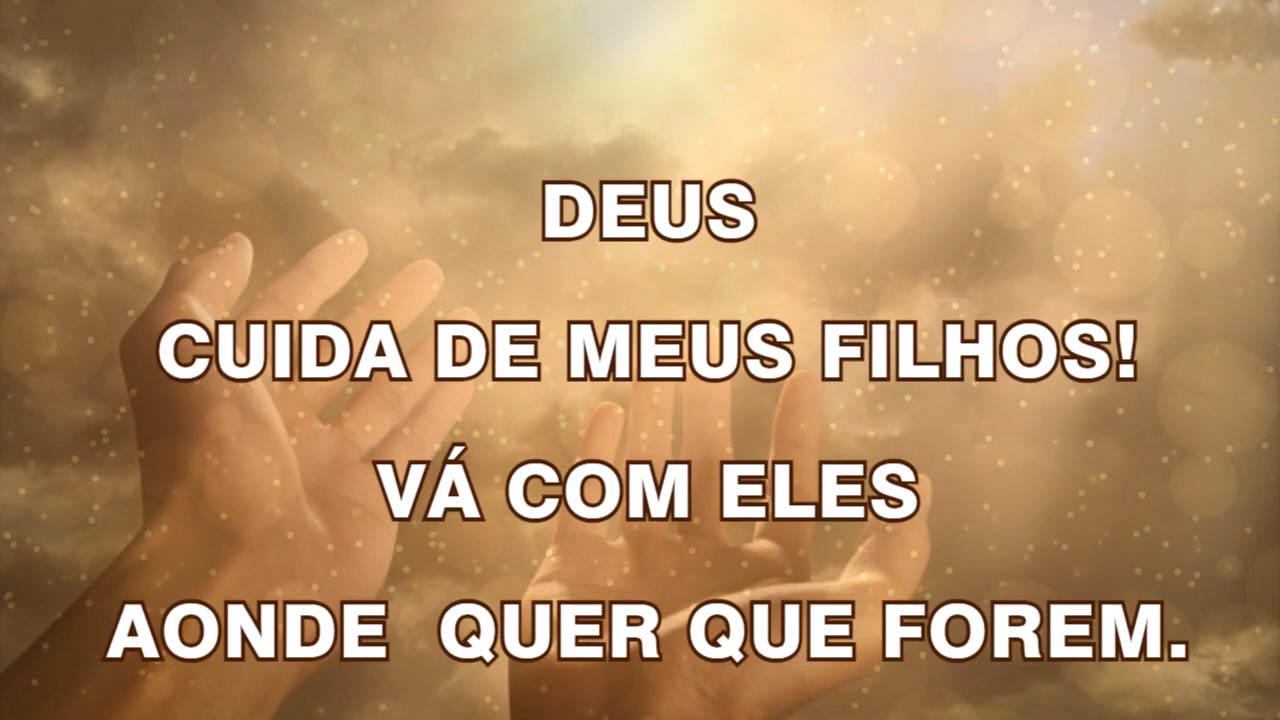 DEUS
CUIDA DE MEUS FILHOS!
VÁ COM ELES
AONDE QUER QUE FOREM.